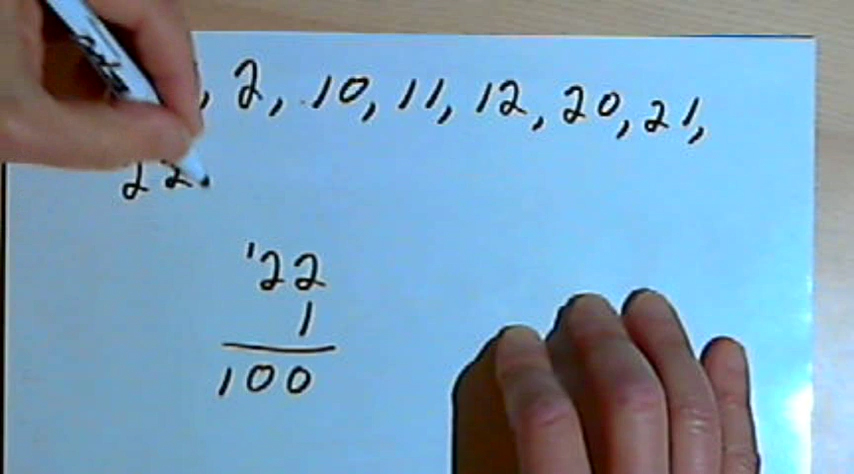 , 2, 10, 11, 12, 20, 21,
22
'22
1
100